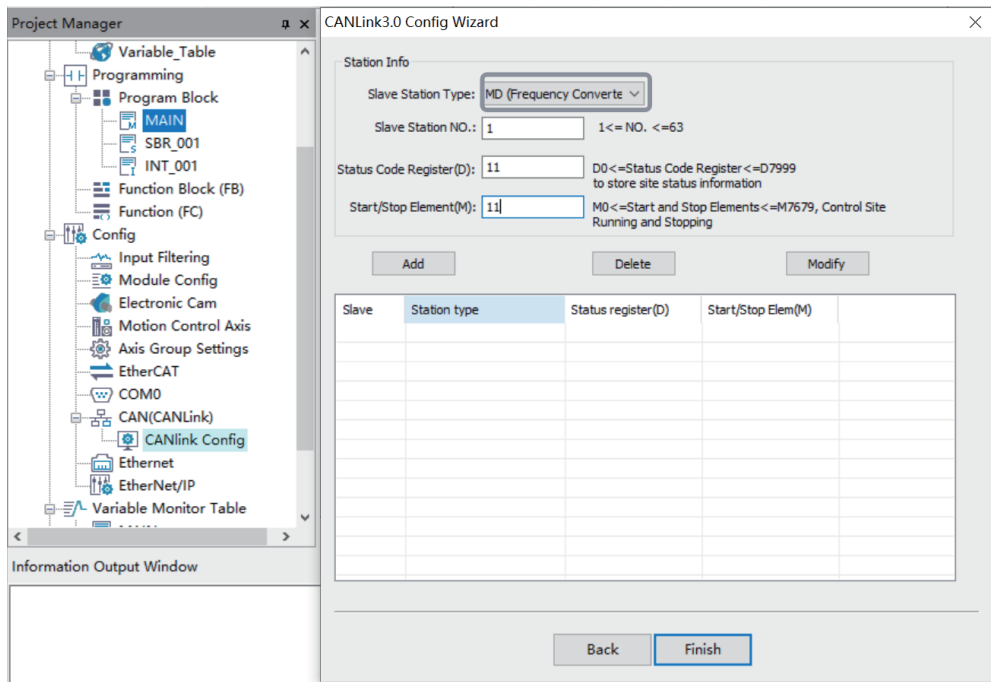 Project Manager
Variable_Table
Programming
Program Block
MAIN
SBR_001
INT_001
Function Block (FB)
Function (FC)
Config
Input Filtering
Module Config
Electronic Cam
Motion Control Axis
Axis Group Settings
EtherCAT
COM0
CAN(CANLink)
CANlink Config
Ethernet
EtherNet/IP
Variable Monitor Table
Information Output Window
CANLink3.0 Config Wizard
Station Info
Slave Station Type: MD (Frequency Converte
Slave Station NO.: 1 1<= NO. <=63
Status Code Register(D): 11 D0<=Status Code Register<=D7999
to store site status information
Start/Stop Element(M): 11 M0<=Start and Stop Elements<=M7679, Control Site
Running and Stopping
Add Delete Modify
Slave Station type Status register(D) Start/Stop Elem(M)
Back Finish